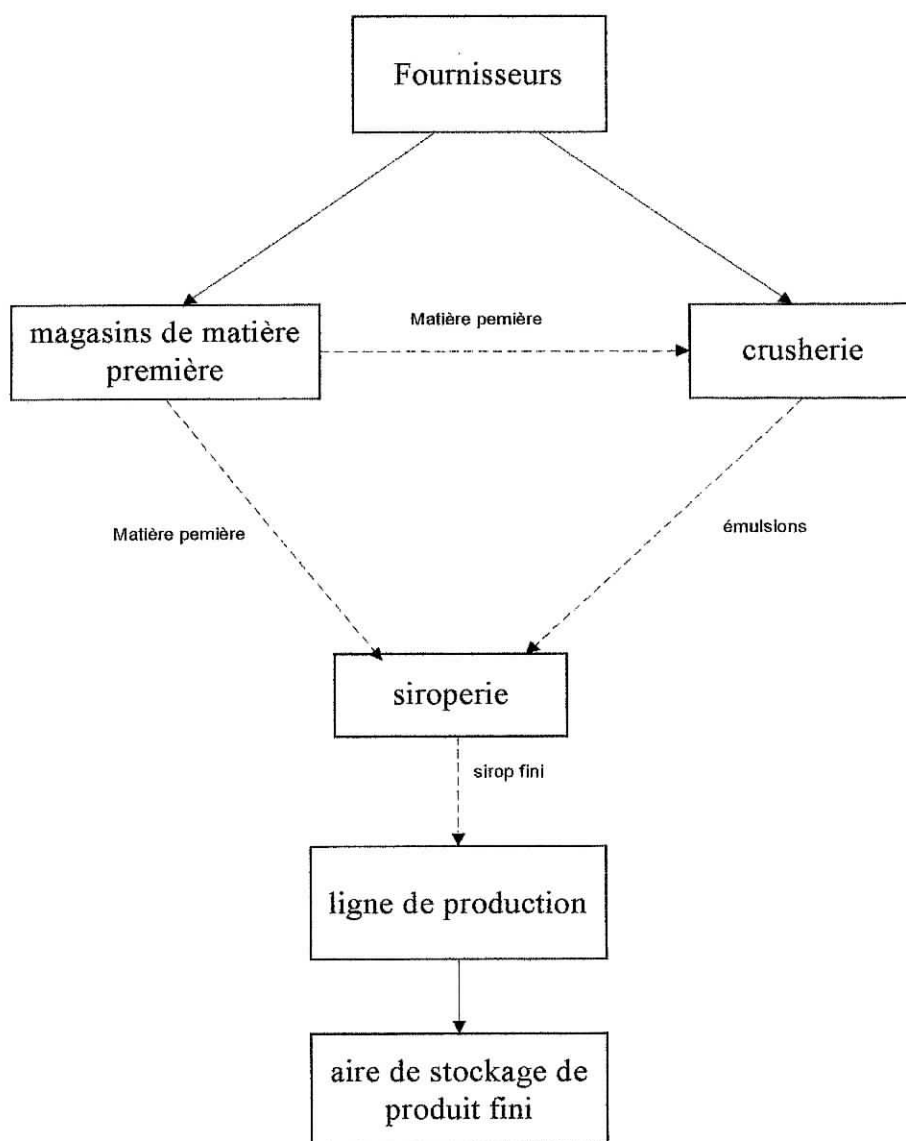 Fournisseurs
magasins de matière
première
Matière pemière
crusherie
Matière pemière
émulsions
siroperie
sirop fini
ligne de production
aire de stockage de
produit fini